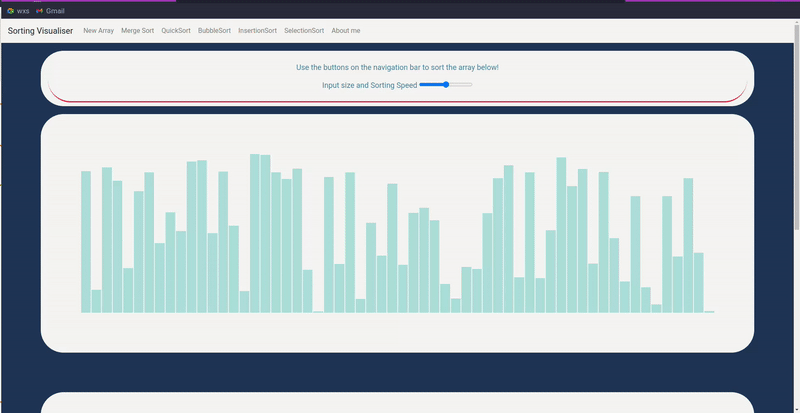 wxs Gmail
Sorting Visualiser New Array Merge Sort QuickSort BubbleSort InsertionSort SelectionSort About me
Use the buttons on the navigation bar to sort the array below!
Input size and Sorting Speed